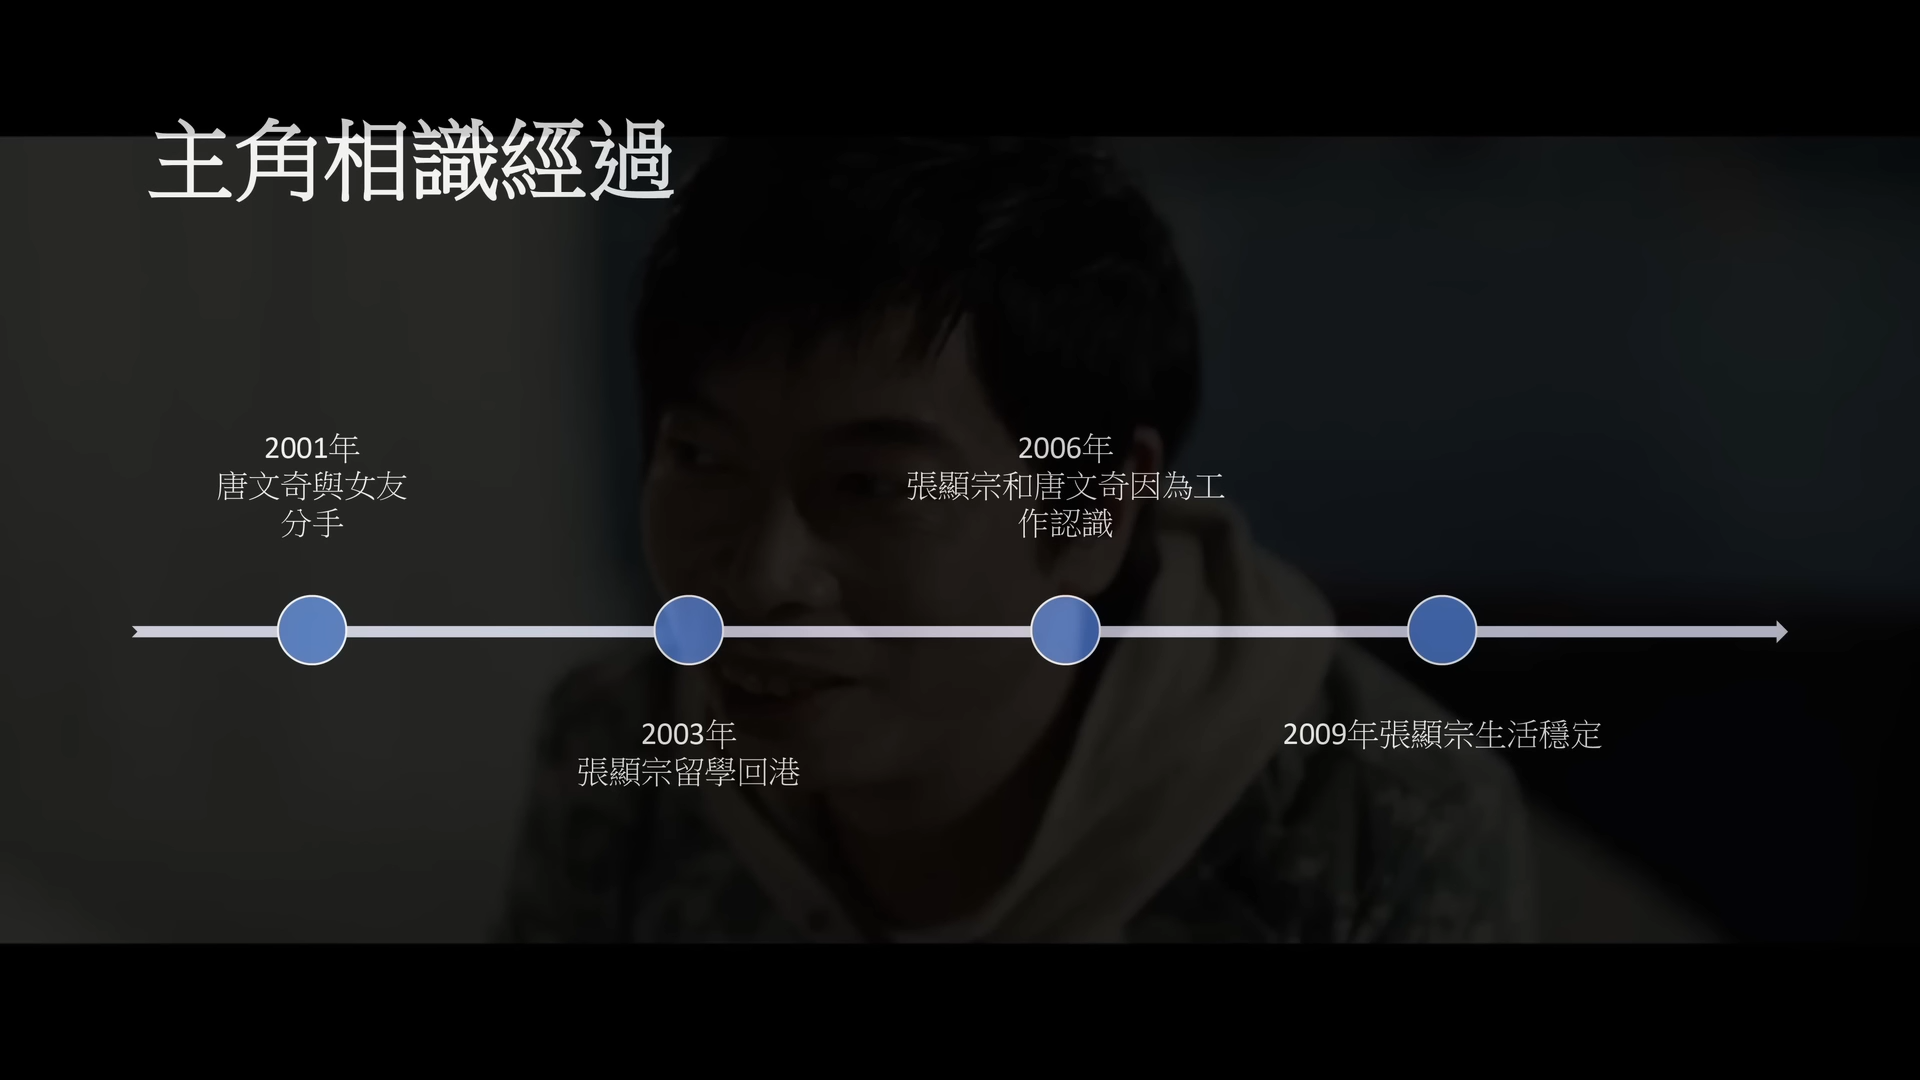 主角相識經過
2001年
唐文奇與女友
分手
2003年
張顯宗留學回港
2006年
張顯宗和唐文奇因為工
作認識
2009年張顯宗生活穩定